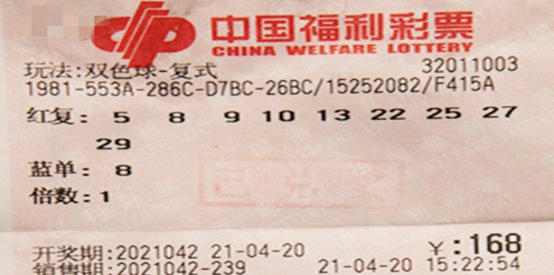 中国福利彩票
CHINA WELFARE LOTTERY
玩法:双色球-复式 32011003
1981-553A-286C-D7BC-26BC/15252082/F415A
红复: 5 8 9 10 13 22 25 27
29
蓝单: 8
倍数:1
已兑奖
开奖期:2021042 21-04-20 ¥:168
销售期:2021042-239 21-04-20 15:22:54